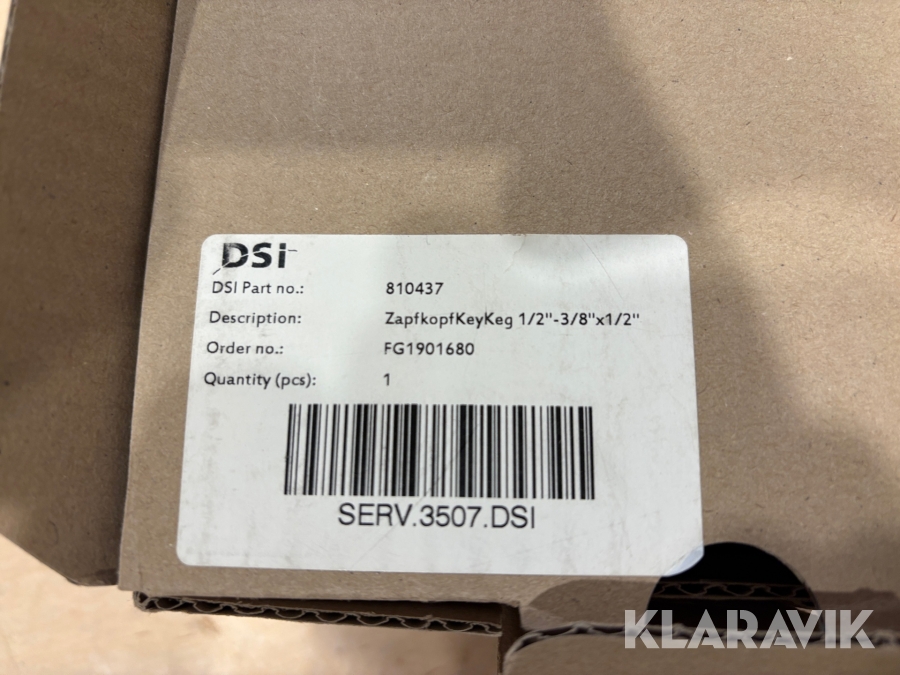 DSI
DSI Part no.: 810437
Description: ZapfkopfKeyKeg 1/2"-3/8"x1/2"
Order no.: FG1901680
Quantity (pcs): 1
SERV.3507.DSI
KLARAVIK